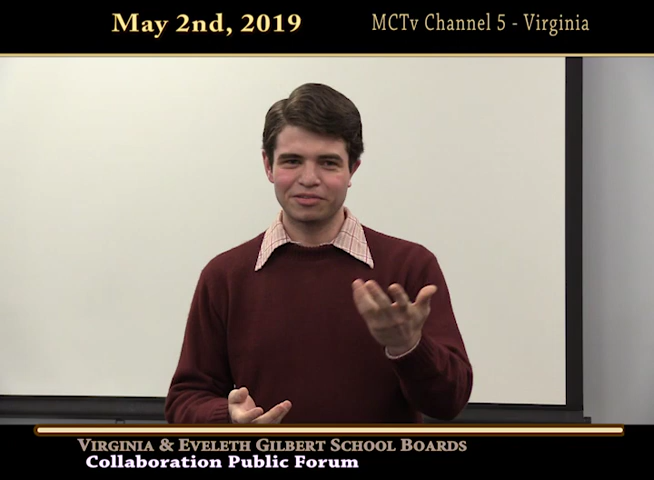 May 2nd, 2019 MCTv Channel 5 - Virginia
Virginia & Eveleth Gilbert School Boards
Collaboration Public Forum